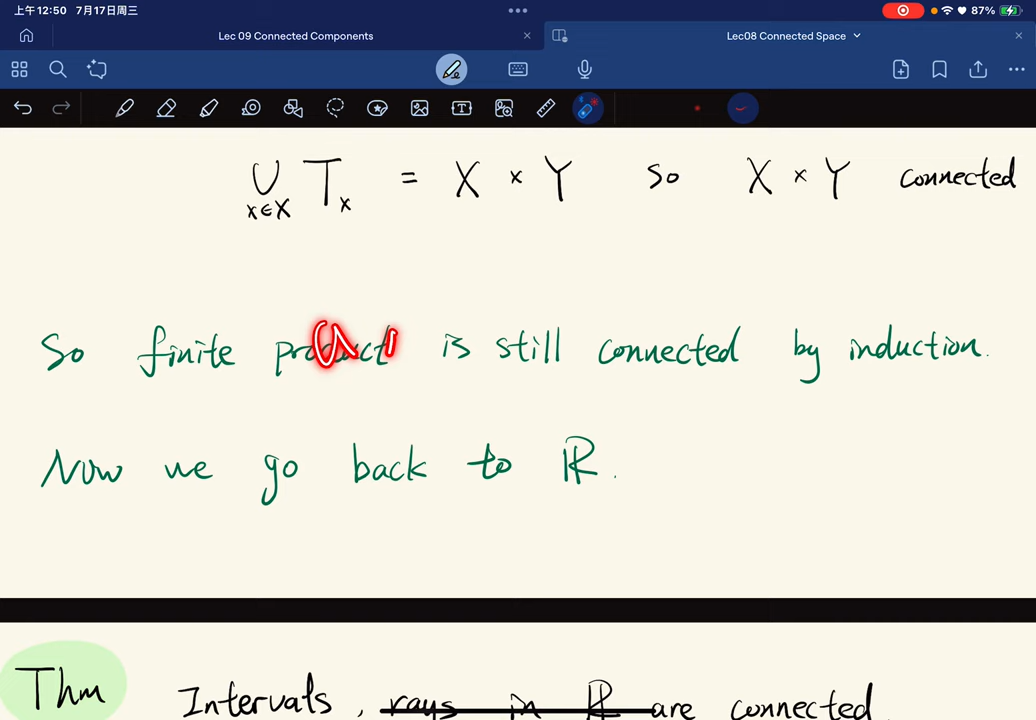 上午12:50 7月17日周三
87%
Lec 09 Connected Components
Lec08 Connected Space
∪ T_x = X × Y so X × Y connected
x∈X
So finite product is still connected by induction.
Now we go back to ℝ.
Thm Intervals, rays in ℝ are connected.